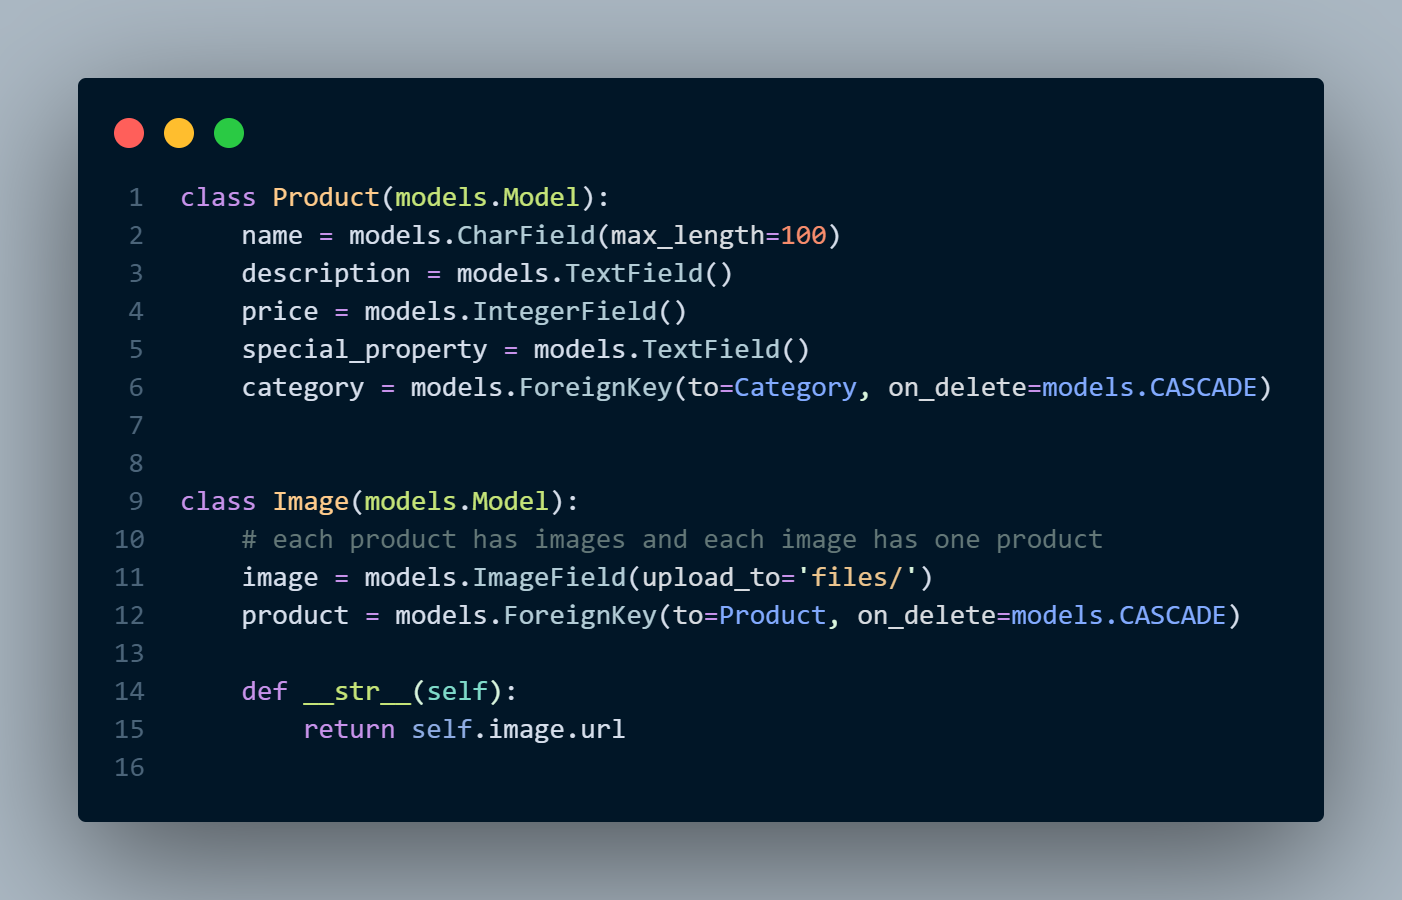 1 class Product(models.Model):
2     name = models.CharField(max_length=100)
3     description = models.TextField()
4     price = models.IntegerField()
5     special_property = models.TextField()
6     category = models.ForeignKey(to=Category, on_delete=models.CASCADE)
7
8
9 class Image(models.Model):
10     # each product has images and each image has one product
11     image = models.ImageField(upload_to='files/')
12     product = models.ForeignKey(to=Product, on_delete=models.CASCADE)
13
14     def __str__(self):
15         return self.image.url
16